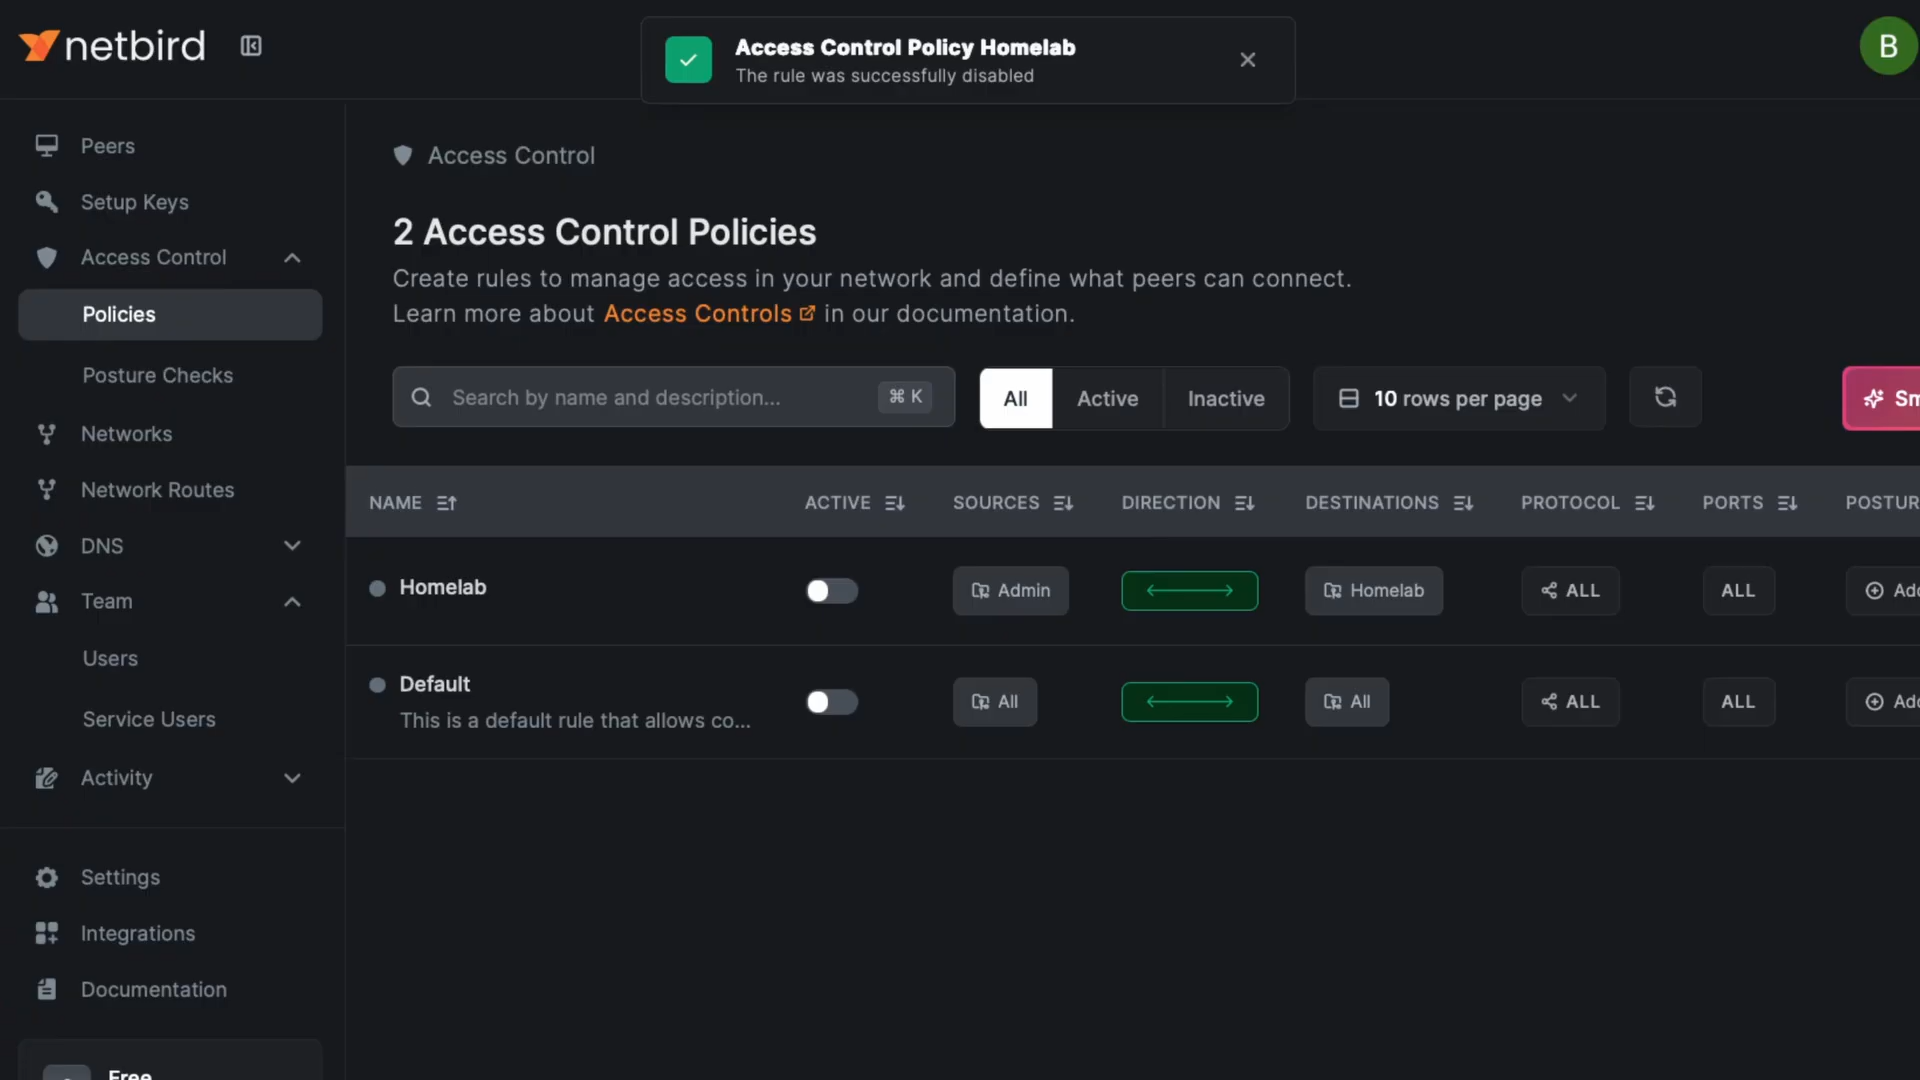 netbird
Access Control Policy Homelab
The rule was successfully disabled
B
Peers
Setup Keys
Access Control
Policies
Posture Checks
Networks
Network Routes
DNS
Team
Users
Service Users
Activity
Settings
Integrations
Documentation
Free
Access Control
2 Access Control Policies
Create rules to manage access in your network and define what peers can connect.
Learn more about Access Controls in our documentation.
Search by name and description... ⌘ K
All Active Inactive
10 rows per page
Sm
NAME ACTIVE SOURCES DIRECTION DESTINATIONS PROTOCOL PORTS POSTUR
Homelab Admin Homelab ALL ALL Add
Default All All ALL ALL Add
This is a default rule that allows co...